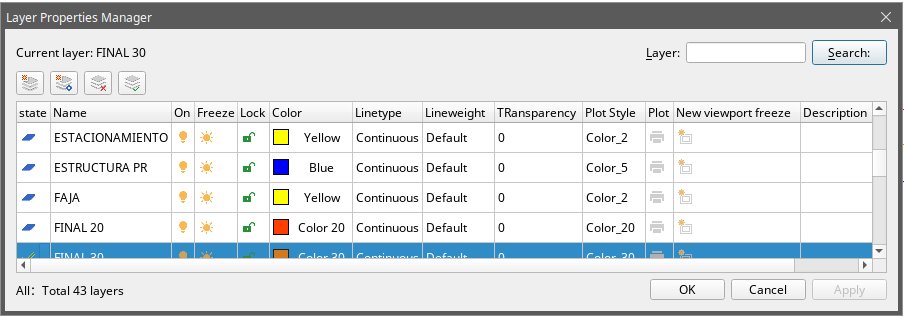 Layer Properties Manager
Current layer: FINAL 30
Layer:
Search:
state Name On Freeze Lock Color Linetype Lineweight TRansparency Plot Style Plot New viewport freeze Description
ESTACIONAMIENTO Yellow Continuous Default 0 Color_2
ESTRUCTURA PR Blue Continuous Default 0 Color_5
FAJA Yellow Continuous Default 0 Color_2
FINAL 20 Color 20 Continuous Default 0 Color_20
FINAL 30 Color 30 Continuous Default 0 Color_30
All: Total 43 layers
OK Cancel Apply